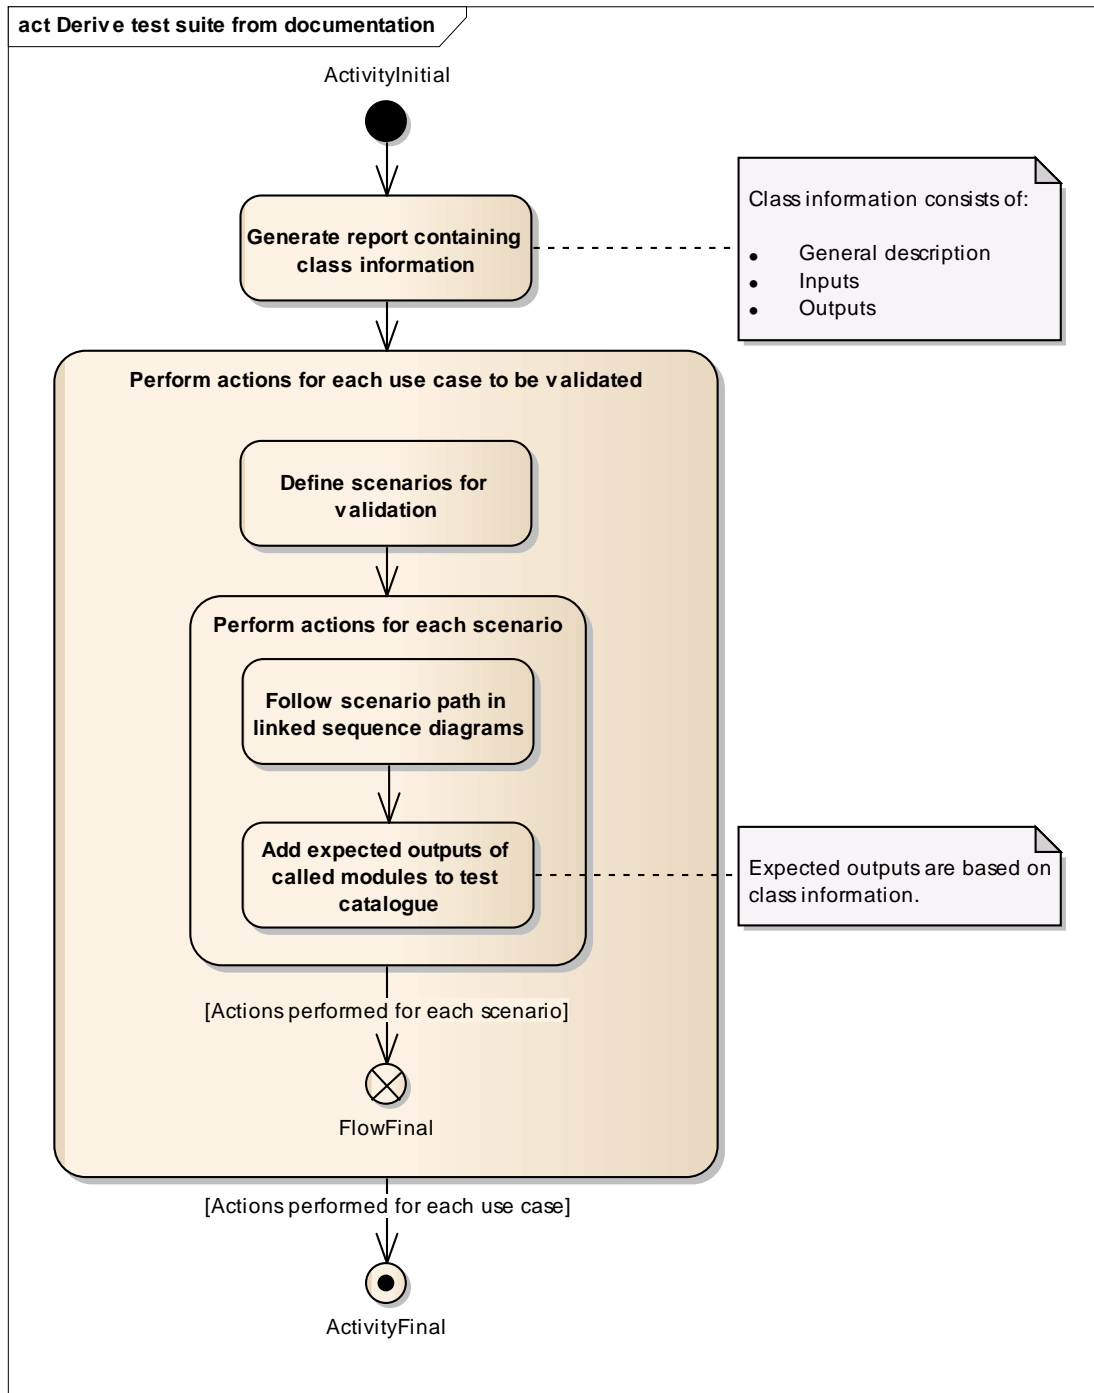 act Derive test suite from documentation
ActivityInitial
Generate report containing
class information
Class information consists of:
• General description
• Inputs
• Outputs
Perform actions for each use case to be validated
Define scenarios for
validation
Perform actions for each scenario
Follow scenario path in
linked sequence diagrams
Add expected outputs of
called modules to test
catalogue
Expected outputs are based on
class information.
[Actions performed for each scenario]
FlowFinal
[Actions performed for each use case]
ActivityFinal